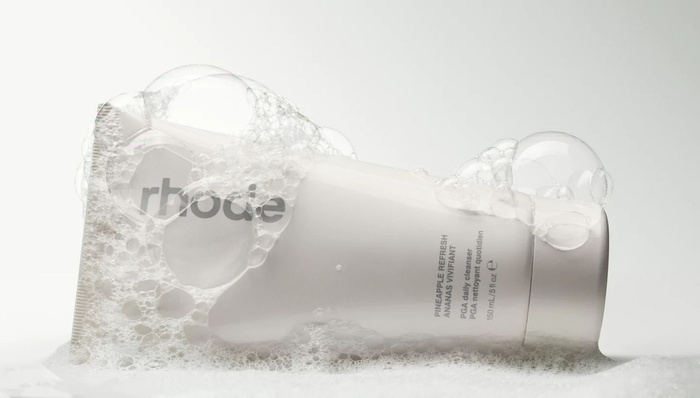 rhode
PINEAPPLE REFRESH
ANANAS VIVIFIANT
PGA daily cleanser
PGA nettoyant quotidien
150 mL/5 fl oz ℮